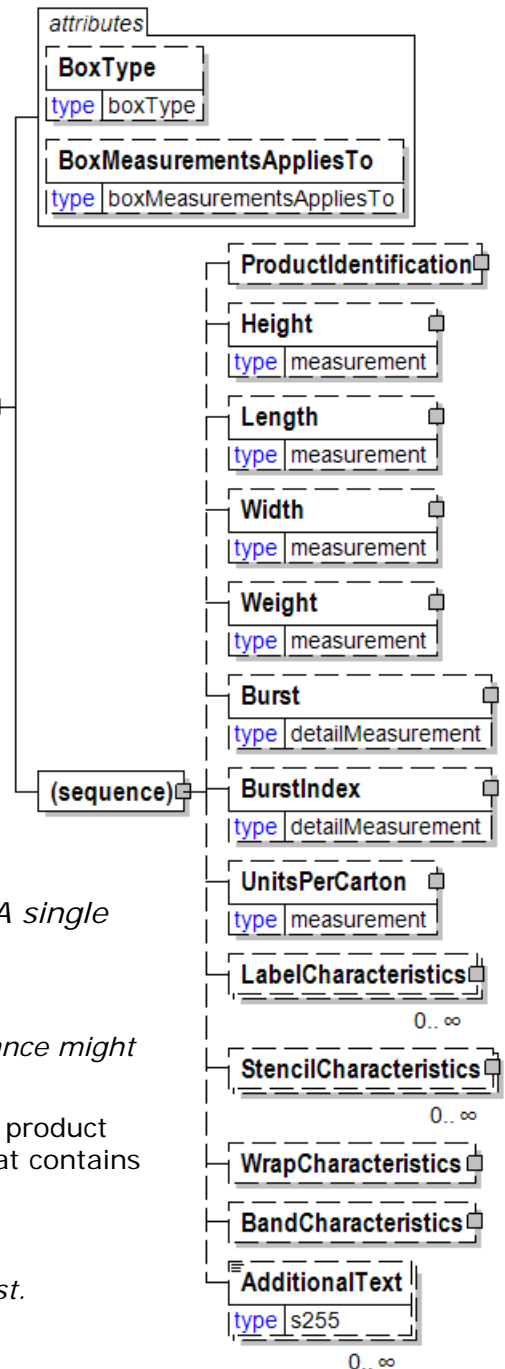 attributes
BoxType
type boxType
BoxMeasurementsAppliesTo
type boxMeasurementsAppliesTo
ProductIdentification
Height
type measurement
Length
type measurement
Width
type measurement
Weight
type measurement
Burst
type detailMeasurement
(sequence)
BurstIndex
type detailMeasurement
UnitsPerCarton
type measurement
A single
LabelCharacteristics
0.. ∞
ance might
StencilCharacteristics
0.. ∞
product
at contains
WrapCharacteristics
BandCharacteristics
st.
AdditionalText
type s255
0.. ∞